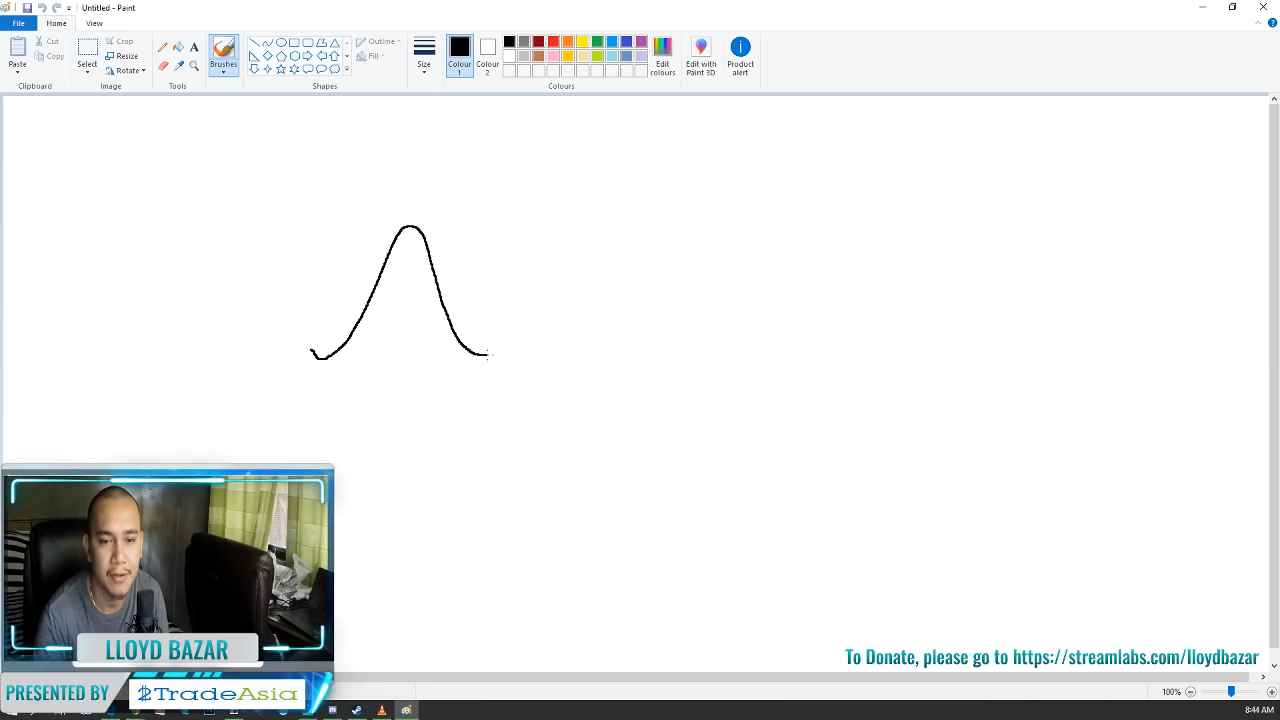 Untitled - Paint
File
Home
View
Paste
Cut
Copy
Clipboard
Select
Crop
Resize
Rotate
Image
A
Tools
Brushes
Outline
Fill
Shapes
Size
Colour 1
Colour 2
Edit colours
Colours
Edit with Paint 3D
Product alert
LLOYD BAZAR
PRESENTED BY
TradeAsia
To Donate, please go to https://streamlabs.com/lloydbazar
100%
8:44 AM